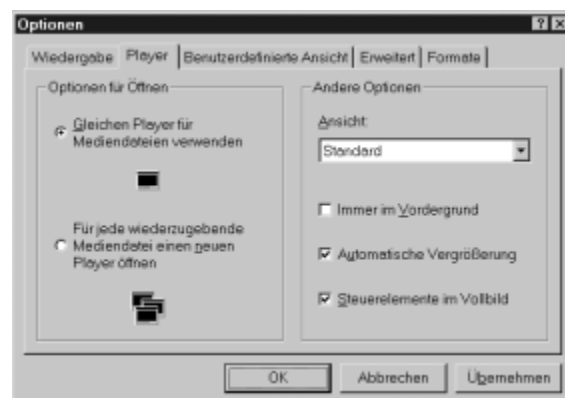 Optionen
Wiedergabe Player Benutzerdefinierte Ansicht Erweitert Formate
Optionen für Öffnen
Gleichen Player für
Mediendateien verwenden
Für jede wiederzugebende
Mediendatei einen neuen
Player öffnen
Andere Optionen
Ansicht:
Standard
Immer im Vordergrund
Automatische Vergrößerung
Steuerelemente im Vollbild
OK Abbrechen Übernehmen